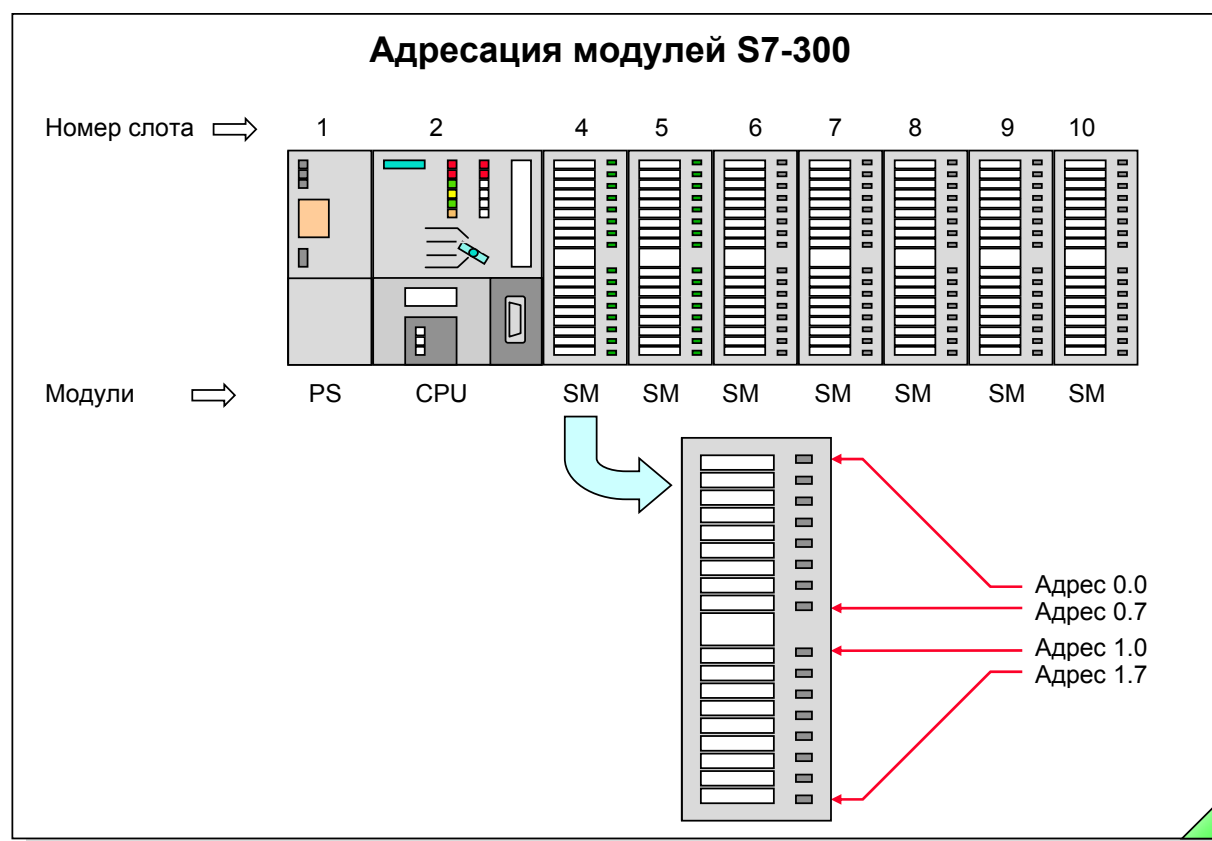 Адресация модулей S7-300
Номер слота 1 2 4 5 6 7 8 9 10
Модули PS CPU SM SM SM SM SM SM SM
Адрес 0.0
Адрес 0.7
Адрес 1.0
Адрес 1.7